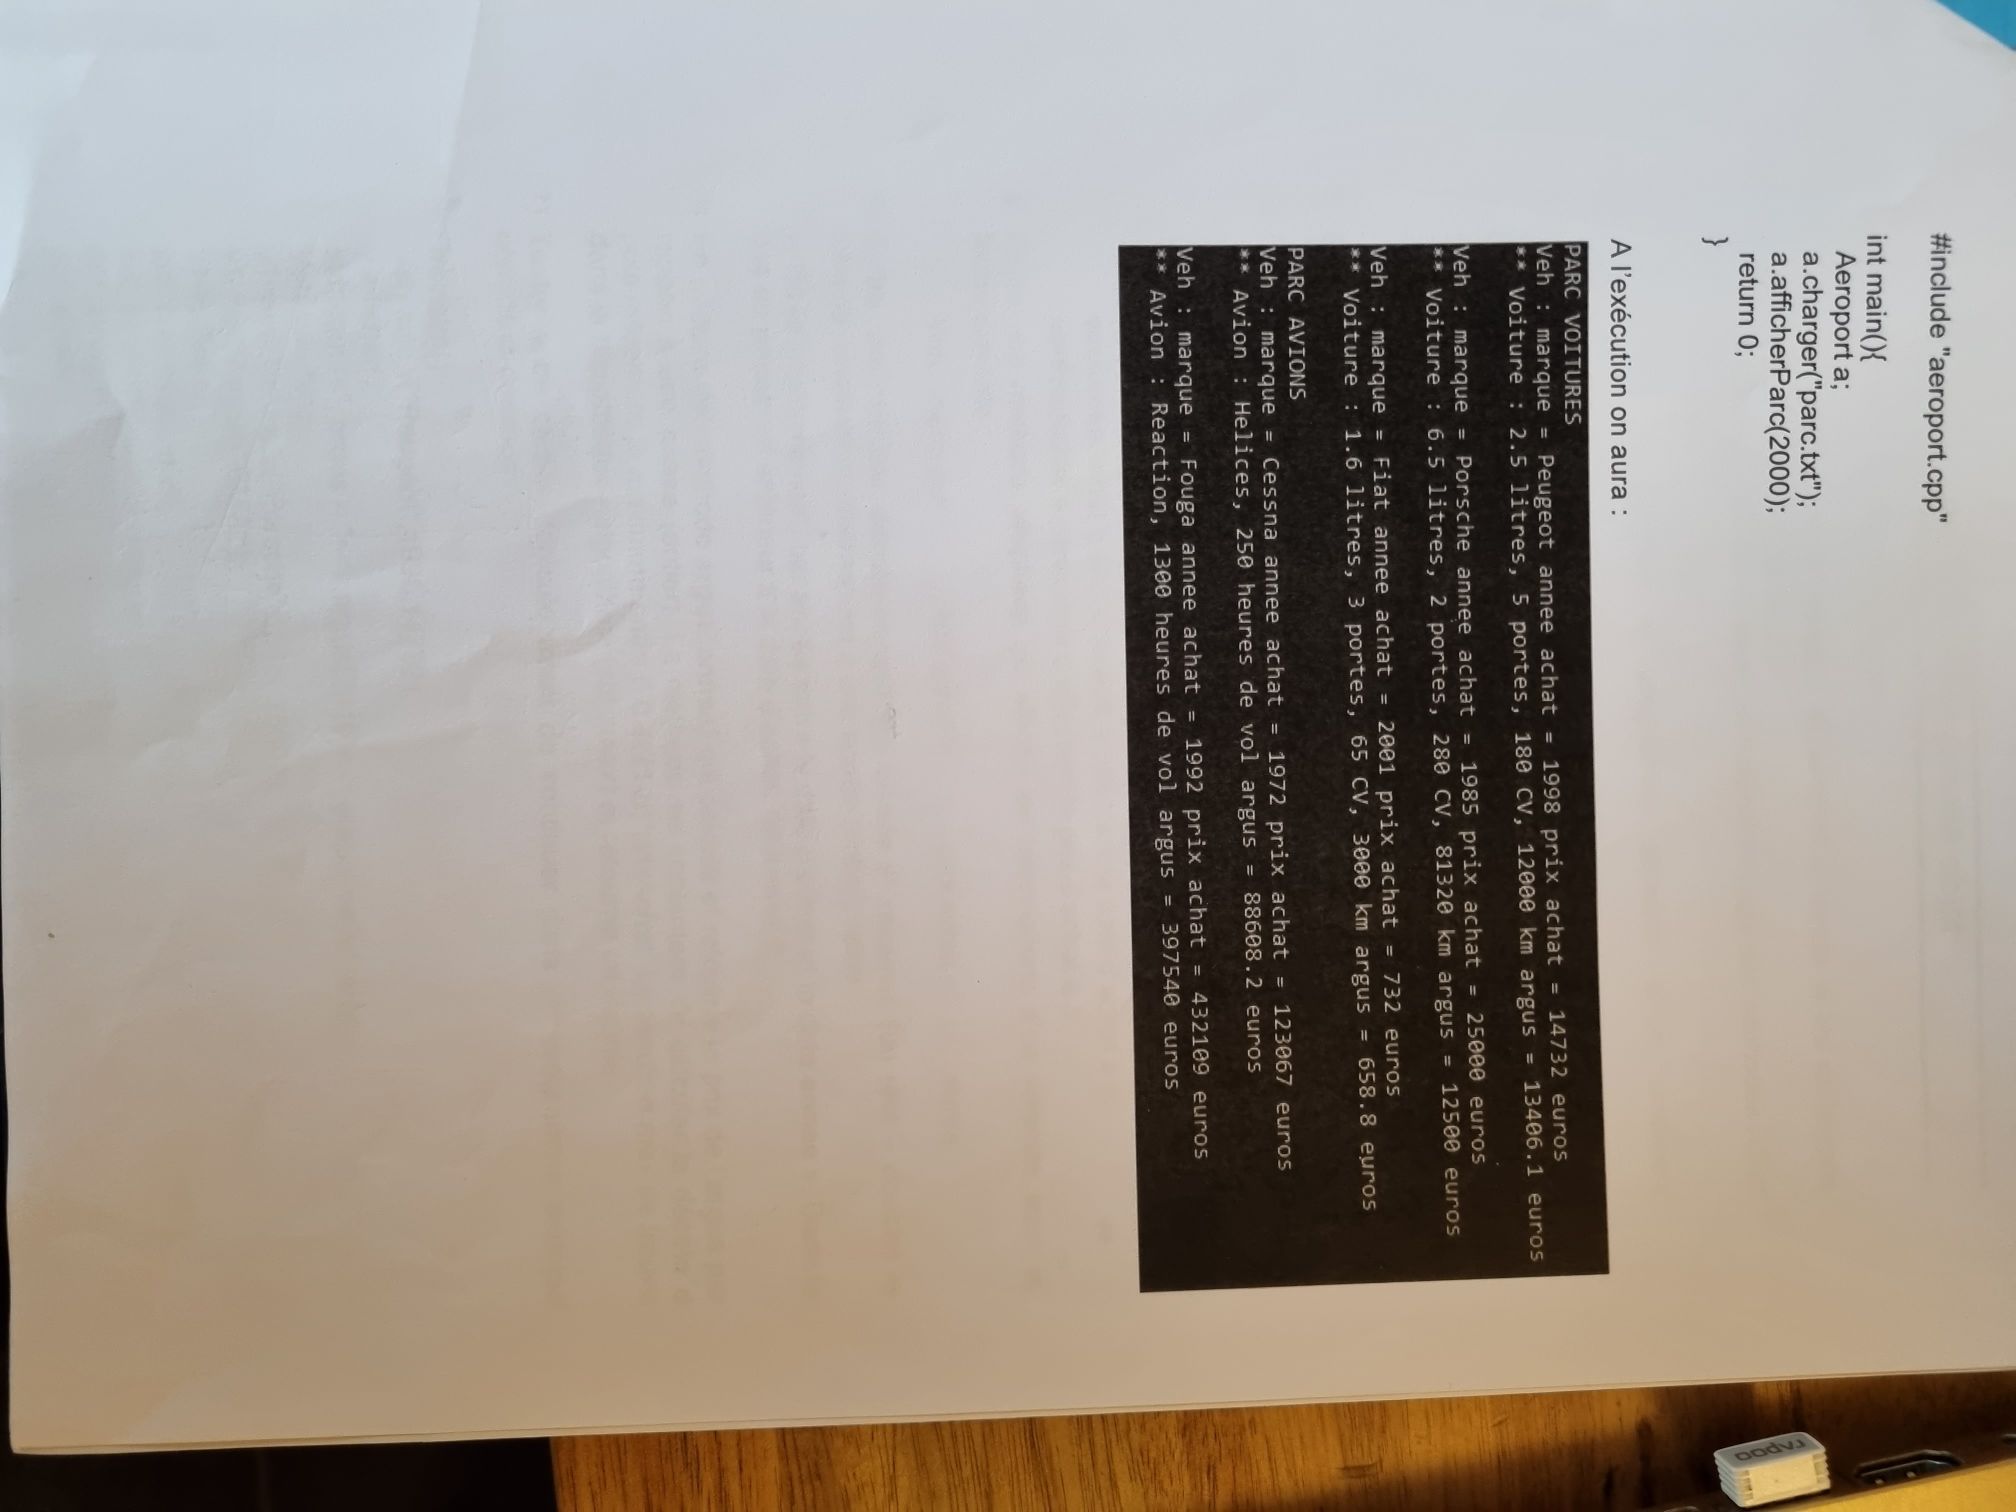 #include "aeroport.cpp"
int main(){
Aeroport a;
a.charger("parc.txt");
a.afficherParc(2000);
return 0;
}
A l'exécution on aura :
PARC VOITURES
Veh : marque = Peugeot annee achat = 1998 prix achat = 14732 euros
** Voiture : 2.5 litres, 5 portes, 180 CV, 12000 km argus = 13406.1 euros
Veh : marque = Porsche annee achat = 1985 prix achat = 25000 euros
** Voiture : 6.5 litres, 2 portes, 280 CV, 81320 km argus = 12500 euros
Veh : marque = Fiat annee achat = 2001 prix achat = 732 euros
** Voiture : 1.6 litres, 3 portes, 65 CV, 3000 km argus = 658.8 euros
PARC AVIONS
Veh : marque = Cessna annee achat = 1972 prix achat = 123067 euros
** Avion : Helices, 250 heures de vol argus = 88608.2 euros
Veh : marque = Fouga annee achat = 1992 prix achat = 432109 euros
** Avion : Reaction, 1300 heures de vol argus = 397540 euros
rapoo